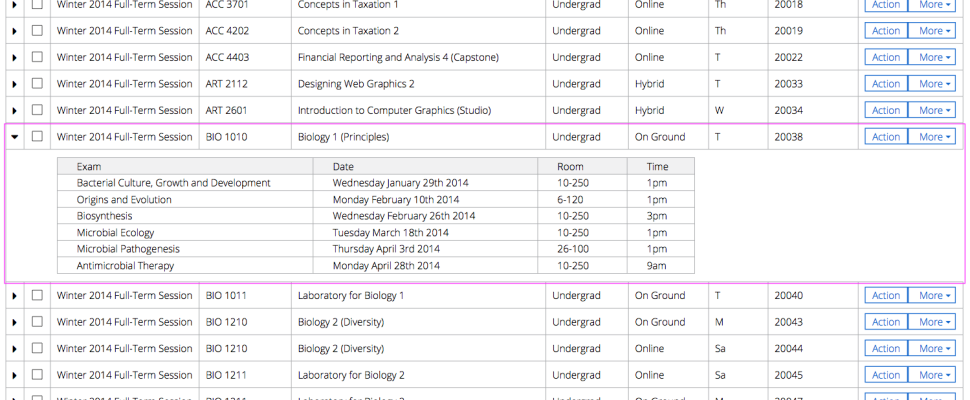 Winter 2014 Full-Term Session ACC 3701 Concepts in Taxation 1 Undergrad Online Th 20018 Action More
Winter 2014 Full-Term Session ACC 4202 Concepts in Taxation 2 Undergrad Online Th 20019 Action More
Winter 2014 Full-Term Session ACC 4403 Financial Reporting and Analysis 4 (Capstone) Undergrad Online T 20022 Action More
Winter 2014 Full-Term Session ART 2112 Designing Web Graphics 2 Undergrad Hybrid T 20033 Action More
Winter 2014 Full-Term Session ART 2601 Introduction to Computer Graphics (Studio) Undergrad Hybrid W 20034 Action More
Winter 2014 Full-Term Session BIO 1010 Biology 1 (Principles) Undergrad On Ground T 20038 Action More
Exam Date Room Time
Bacterial Culture, Growth and Development Wednesday January 29th 2014 10-250 1pm
Origins and Evolution Monday February 10th 2014 6-120 1pm
Biosynthesis Wednesday February 26th 2014 10-250 3pm
Microbial Ecology Tuesday March 18th 2014 10-250 1pm
Microbial Pathogenesis Thursday April 3rd 2014 26-100 1pm
Antimicrobial Therapy Monday April 28th 2014 10-250 9am
Winter 2014 Full-Term Session BIO 1011 Laboratory for Biology 1 Undergrad On Ground T 20040 Action More
Winter 2014 Full-Term Session BIO 1210 Biology 2 (Diversity) Undergrad On Ground M 20043 Action More
Winter 2014 Full-Term Session BIO 1210 Biology 2 (Diversity) Undergrad Online Sa 20044 Action More
Winter 2014 Full-Term Session BIO 1211 Laboratory for Biology 2 Undergrad Online Sa 20045 Action More